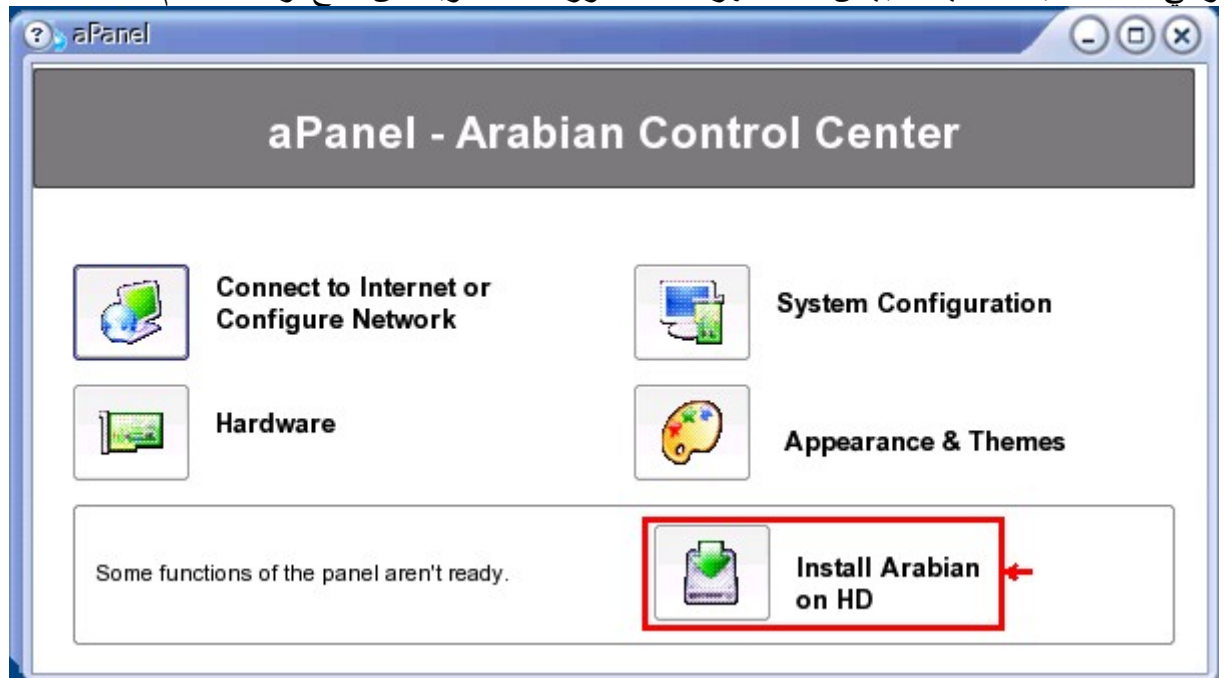 aPanel
aPanel - Arabian Control Center
Connect to Internet or
Configure Network
System Configuration
Hardware
Appearance & Themes
Some functions of the panel aren't ready.
Install Arabian
on HD